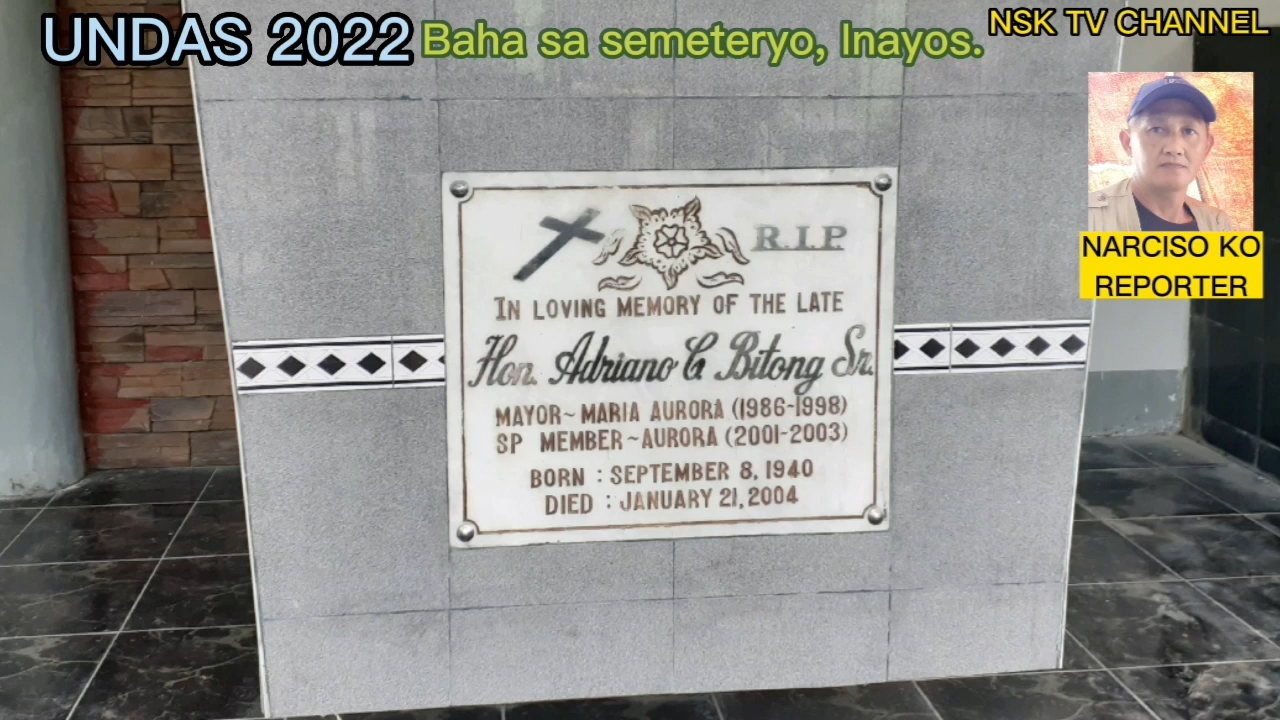 UNDAS 2022 Baha sa semeteryo, Inayos.
NSK TV CHANNEL
NARCISO KO
REPORTER
R.I.P
IN LOVING MEMORY OF THE LATE
Hon. Adriano C. Bitong Sr.
MAYOR~ MARIA AURORA (1986-1998)
SP MEMBER ~AURORA (2001-2003)
BORN : SEPTEMBER 8, 1940
DIED : JANUARY 21, 2004